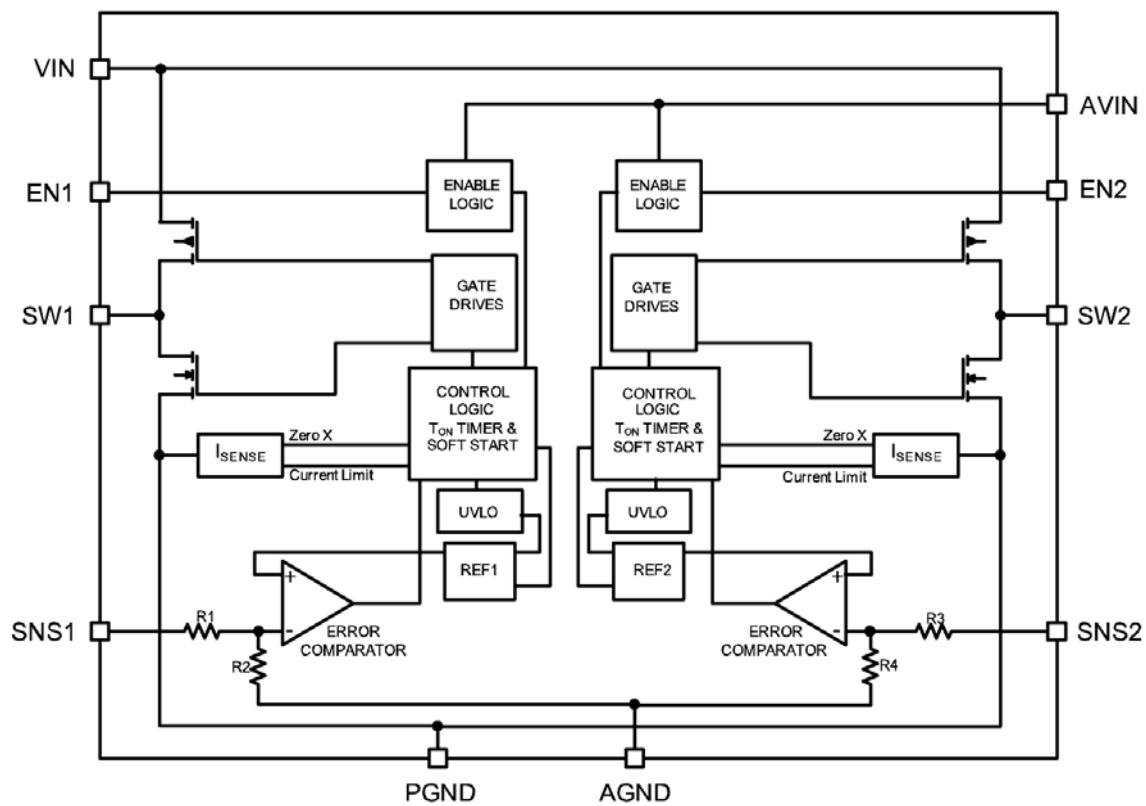 VIN
AVIN
EN1
ENABLE
LOGIC
ENABLE
LOGIC
EN2
SW1
GATE
DRIVES
GATE
DRIVES
SW2
CONTROL
LOGIC
TON TIMER &
SOFT START
CONTROL
LOGIC
TON TIMER &
SOFT START
ISENSE
Zero X
Current Limit
Zero X
Current Limit
ISENSE
UVLO
UVLO
REF1
REF2
+
-
+
-
SNS1
R1
R2
ERROR
COMPARATOR
ERROR
COMPARATOR
R3
R4
SNS2
PGND
AGND